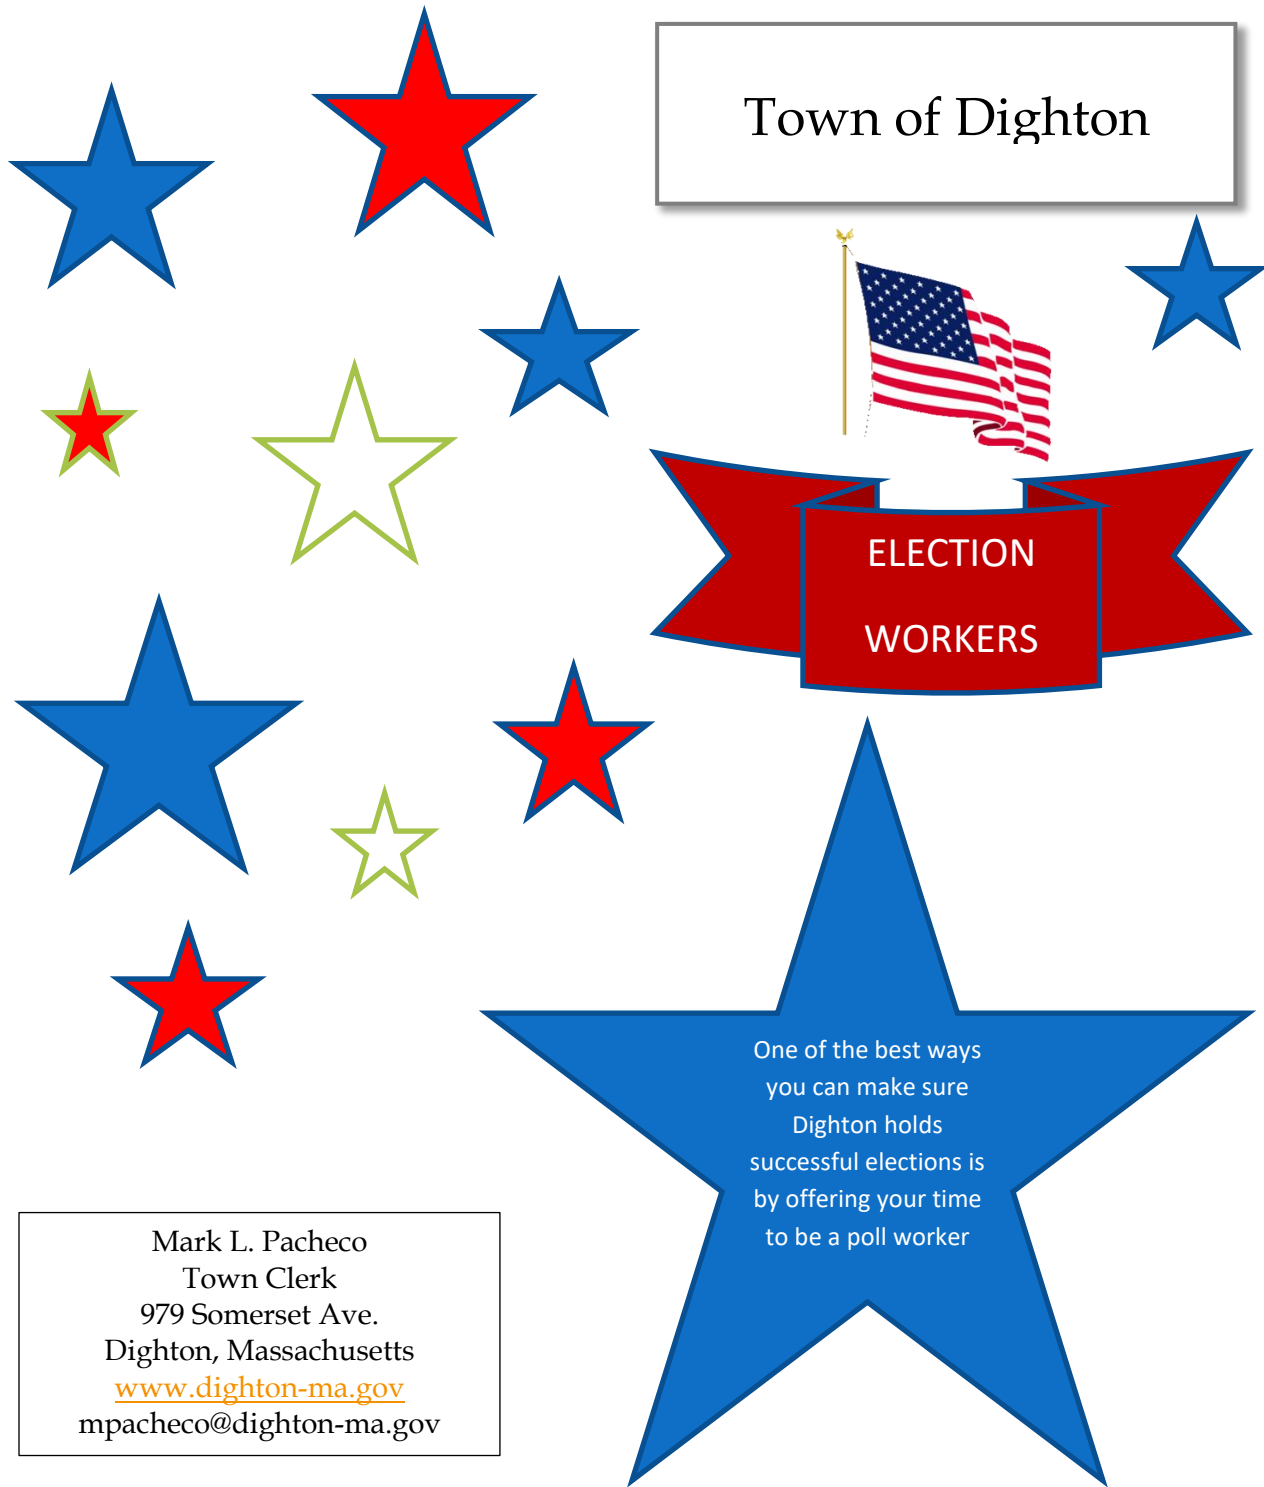 Town of Dighton
ELECTION
WORKERS
One of the best ways
you can make sure
Dighton holds
successful elections is
by offering your time
to be a poll worker
Mark L. Pacheco
Town Clerk
979 Somerset Ave.
Dighton, Massachusetts
www.dighton-ma.gov
mpacheco@dighton-ma.gov